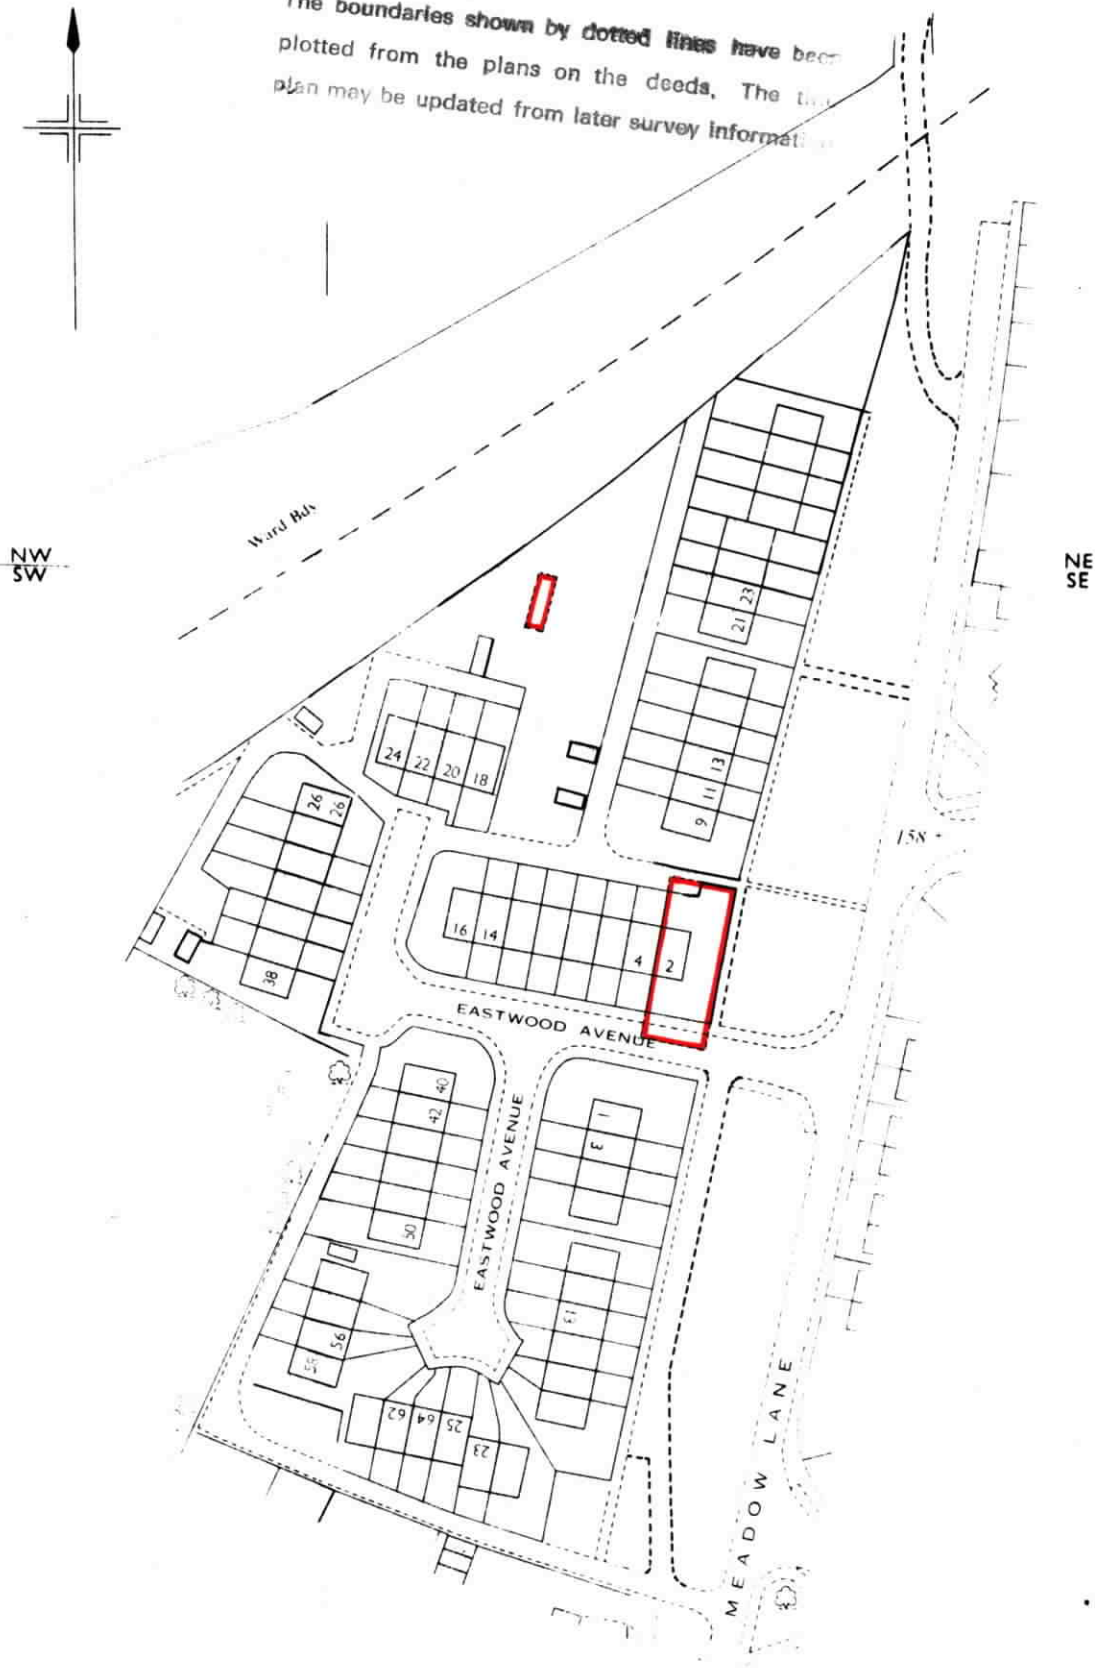 The boundaries shown by dotted lines have been
plotted from the plans on the deeds. The
plan may be updated from later survey
Ward Bdy
NW
SW
NE
SE
23
21
13
11
9
24
22
20
18
26
26
158 +
16
14
4
2
38
EASTWOOD AVENUE
40
42
1
3
EASTWOOD AVENUE
50
13
56
62
64
25
23
MEADOW LANE